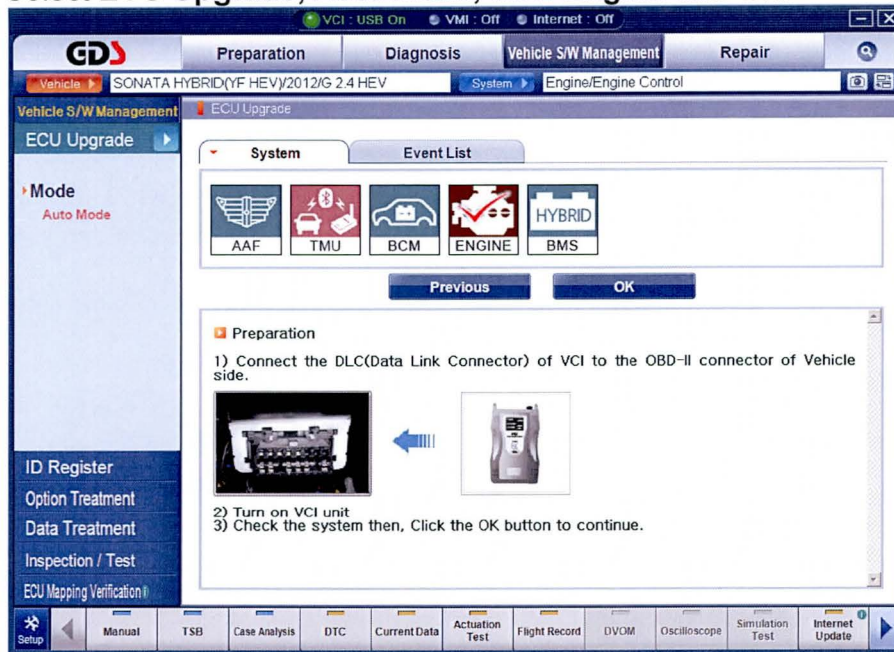 VCI : USB On VMI : Off Internet : Off
GDS Preparation Diagnosis Vehicle S/W Management Repair
Vehicle SONATA HYBRID(YF HEV)/2012/G 2.4 HEV System Engine/Engine Control
Vehicle S/W Management
ECU Upgrade
ECU Upgrade
System Event List
Mode
Auto Mode
HYBRID
AAF TMU BCM ENGINE BMS
Previous OK
Preparation
1) Connect the DLC(Data Link Connector) of VCI to the OBD-II connector of Vehicle
side.
2) Turn on VCI unit
3) Check the system then, Click the OK button to continue.
ID Register
Option Treatment
Data Treatment
Inspection / Test
ECU Mapping Verification
Setup Manual TSB Case Analysis DTC Current Data Actuation Test Flight Record DVOM Oscilloscope Simulation Test Internet Update